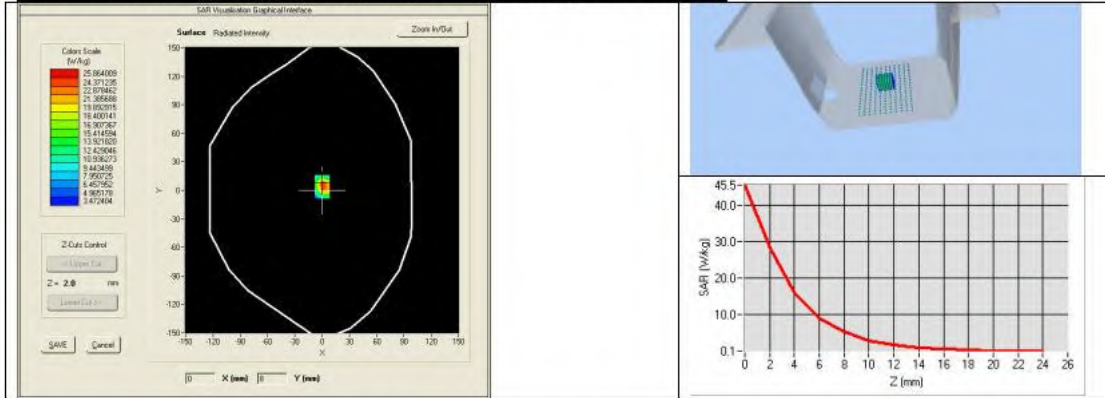 SAR Visualisation Graphical Interface
Surface Radiated Intensity
Zoom In/Out
Colors Scale
(W/kg)
25.864009
24.371235
22.878462
21.385688
19.892915
18.400141
16.907367
15.414594
13.921820
12.429046
10.936273
9.443499
7.950725
6.457952
4.965178
3.472404
Z-Cuts Control
<< Upper Cut
Z = 2.0 mm
Lower Cut >>
SAVE Cancel
150-
120-
90-
60-
30-
0-
-30-
-60-
-90-
-120-
-150-
Y
-150 -120 -90 -60 -30 0 30 60 90 120 150
X
0 X (mm) 0 Y (mm)
45.5-
40.0-
30.0-
20.0-
10.0-
0.1-
SAR (W/kg)
0 2 4 6 8 10 12 14 16 18 20 22 24 26
Z (mm)